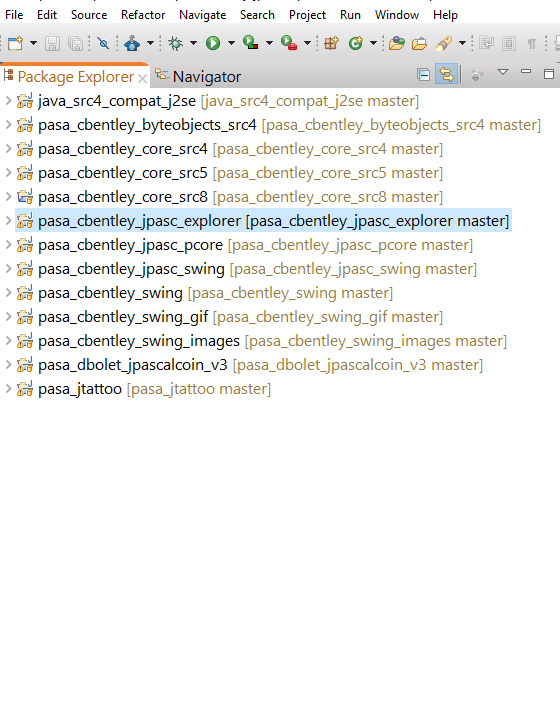 File Edit Source Refactor Navigate Search Project Run Window Help
Package Explorer Navigator
java_src4_compat_j2se [java_src4_compat_j2se master]
pasa_cbentley_byteobjects_src4 [pasa_cbentley_byteobjects_src4 master]
pasa_cbentley_core_src4 [pasa_cbentley_core_src4 master]
pasa_cbentley_core_src5 [pasa_cbentley_core_src5 master]
pasa_cbentley_core_src8 [pasa_cbentley_core_src8 master]
pasa_cbentley_jpasc_explorer [pasa_cbentley_jpasc_explorer master]
pasa_cbentley_jpasc_pcore [pasa_cbentley_jpasc_pcore master]
pasa_cbentley_jpasc_swing [pasa_cbentley_jpasc_swing master]
pasa_cbentley_swing [pasa_cbentley_swing master]
pasa_cbentley_swing_gif [pasa_cbentley_swing_gif master]
pasa_cbentley_swing_images [pasa_cbentley_swing_images master]
pasa_dbolet_jpascalcoin_v3 [pasa_dbolet_jpascalcoin_v3 master]
pasa_jtattoo [pasa_jtattoo master]